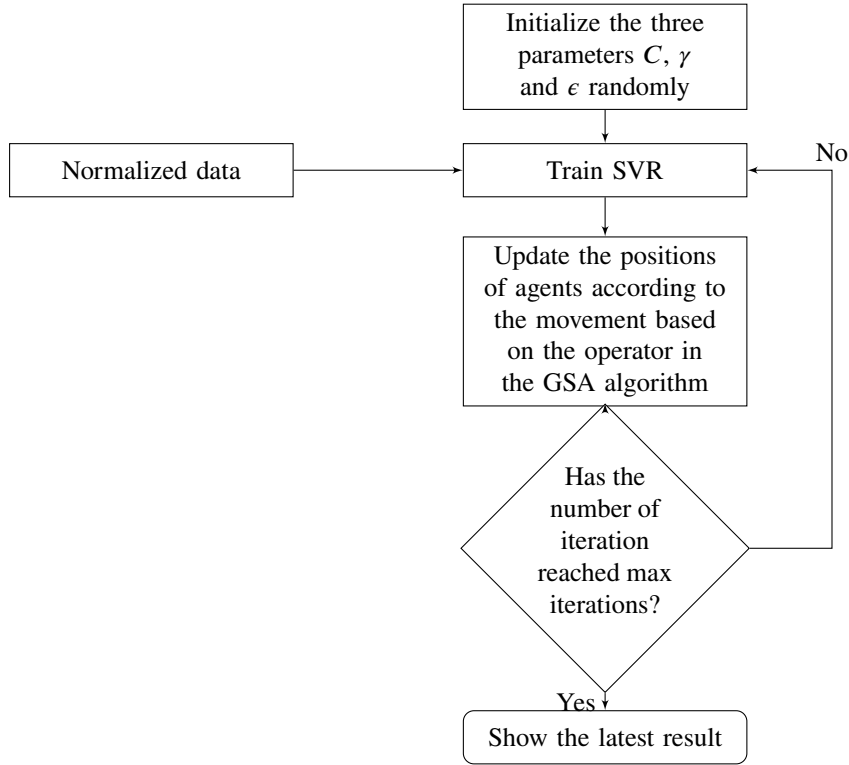 Initialize the three
parameters C, γ
and ϵ randomly
Normalized data
Train SVR
No
Update the positions
of agents according to
the movement based
on the operator in
the GSA algorithm
Has the
number of
iteration
reached max
iterations?
Yes
Show the latest result